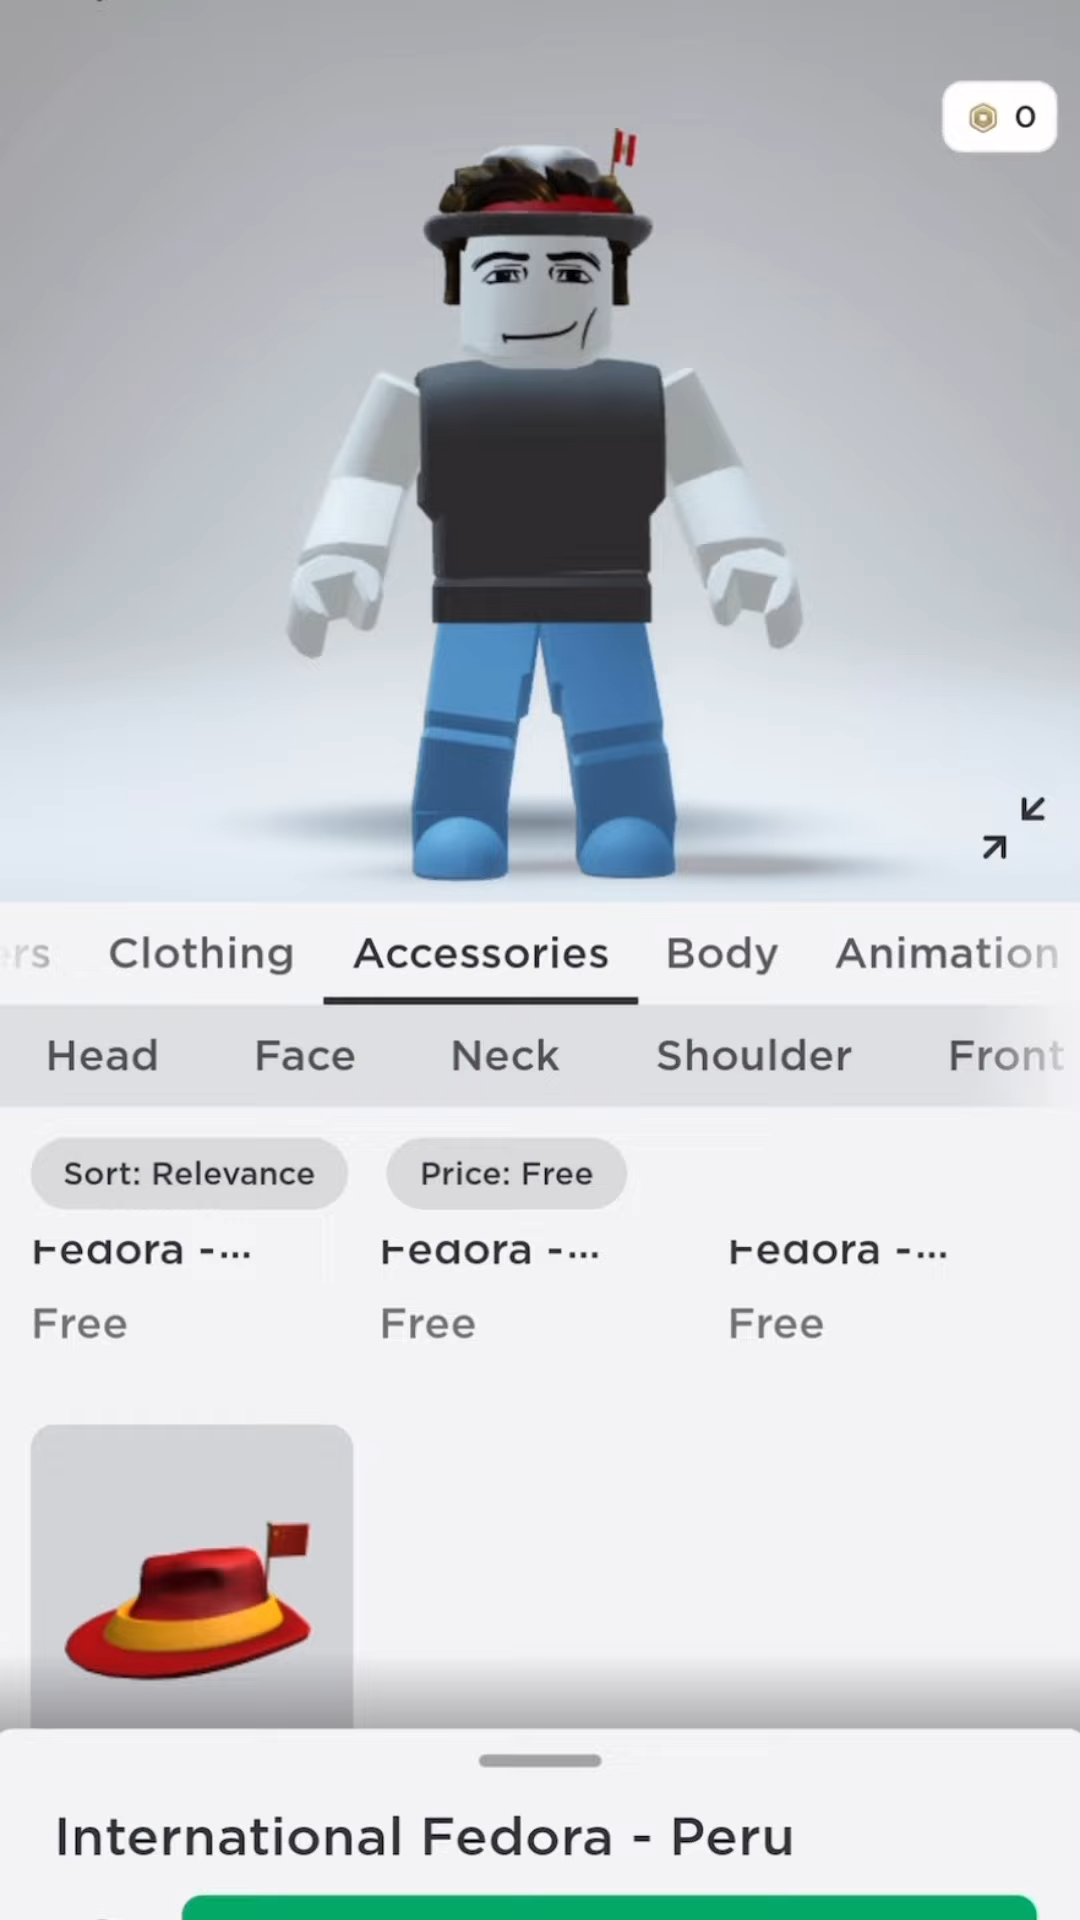 0
Clothing Accessories Body Animation
Head Face Neck Shoulder Front
Sort: Relevance Price: Free
Fedora -... Fedora -... Fedora -...
Free Free Free
International Fedora - Peru